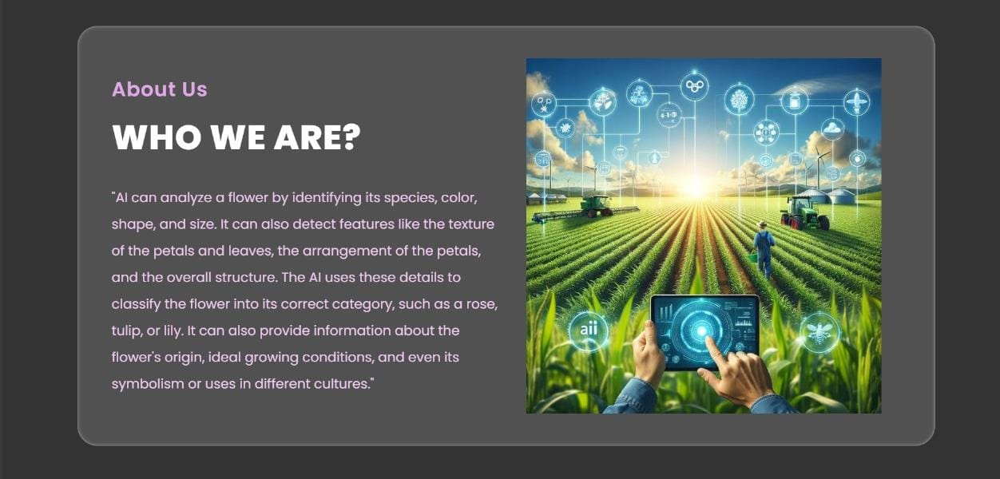 About Us
WHO WE ARE?
"AI can analyze a flower by identifying its species, color,
shape, and size. It can also detect features like the texture
of the petals and leaves, the arrangement of the petals,
and the overall structure. The AI uses these details to
classify the flower into its correct category, such as a rose,
tulip, or lily. It can also provide information about the
flower's origin, ideal growing conditions, and even its
symbolism or uses in different cultures."
aii